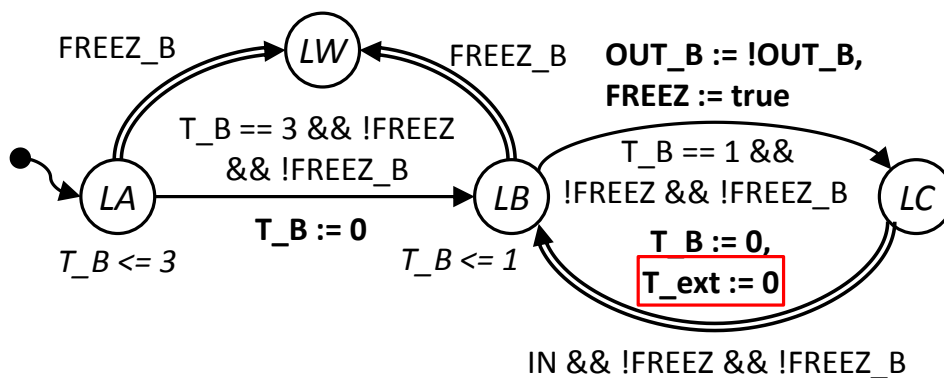 FREEZ_B
LW
FREEZ_B
OUT_B := !OUT_B,
FREEZ := true
T_B == 3 && !FREEZ
&& !FREEZ_B
T_B == 1 &&
!FREEZ && !FREEZ_B
LA
LB
LC
T_B := 0
T_B <= 3
T_B <= 1
T_B := 0,
T_ext := 0
IN && !FREEZ && !FREEZ_B